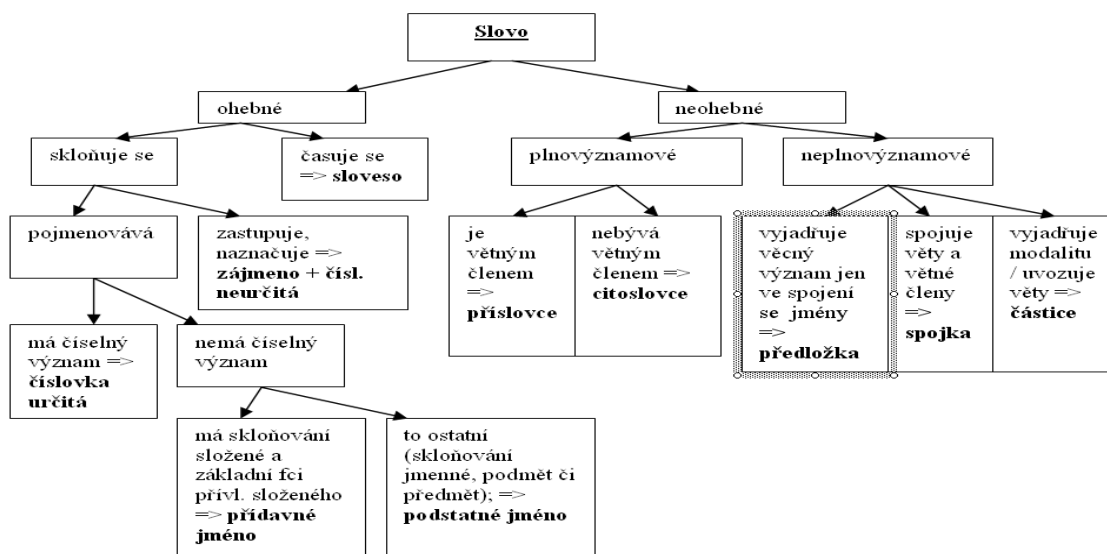 Slovo
ohebné
neohebné
skloňuje se
časuje se
=> sloveso
plnovýznamové
neplnovýznamové
pojmenovává
zastupuje,
naznačuje =>
zájmeno + čísl.
neurčitá
je
větným
členem
=>
příslovce
nebývá
větným
členem =>
citoslovce
vyjadřuje
věcný
význam jen
ve spojení
se jmény
=>
předložka
spojuje
věty a
větné
členy
=>
spojka
vyjadřuje
modalitu
/ uvozuje
věty =>
částice
má číselný
význam =>
číslovka
určitá
nemá číselný
význam
má skloňování
složené a
základní fci
přívl. složeného
=> přídavné
jméno
to ostatní
(skloňování
jmenné, podmět či
předmět); =>
podstatné jméno